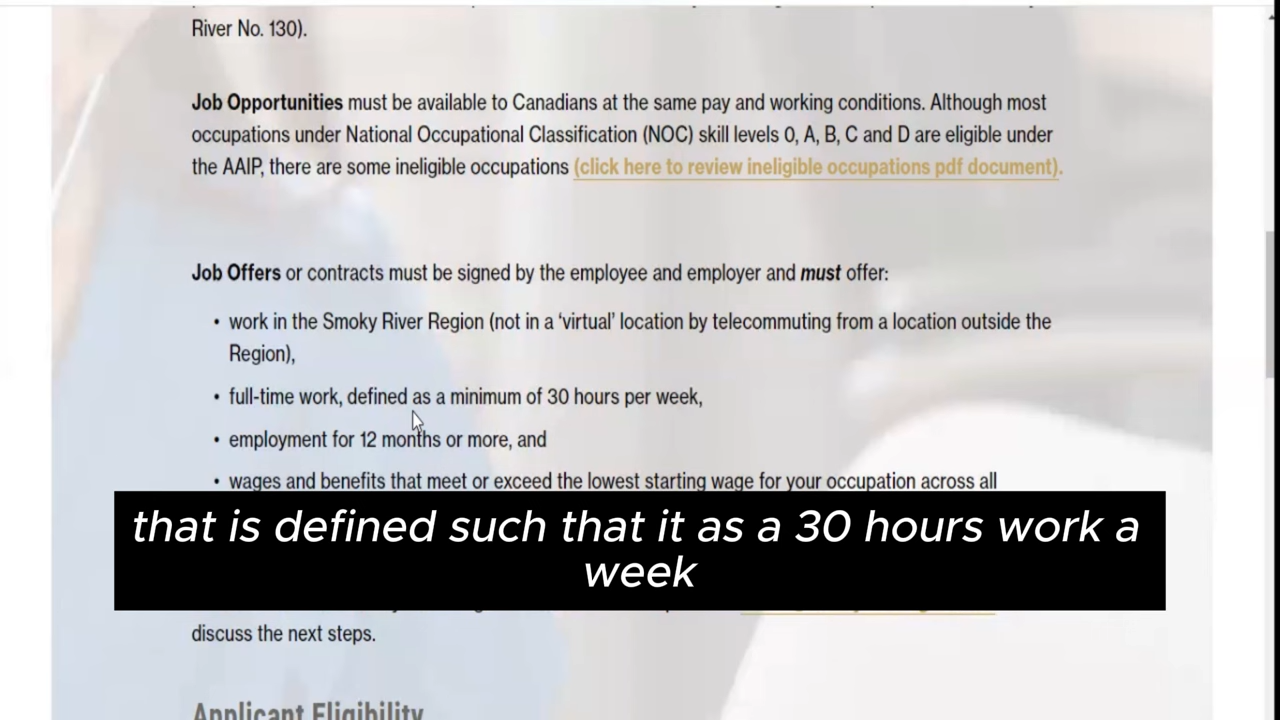 River No. 130).
Job Opportunities must be available to Canadians at the same pay and working conditions. Although most
occupations under National Occupational Classification (NOC) skill levels 0, A, B, C and D are eligible under
the AAIP, there are some ineligible occupations (click here to review ineligible occupations pdf document).
Job Offers or contracts must be signed by the employee and employer and must offer:
• work in the Smoky River Region (not in a ‘virtual’ location by telecommuting from a location outside the
Region),
• full-time work, defined as a minimum of 30 hours per week,
• employment for 12 months or more, and
• wages and benefits that meet or exceed the lowest starting wage for your occupation across all
that is defined such that it as a 30 hours work a
week
discuss the next steps.
Applicant Eligibility